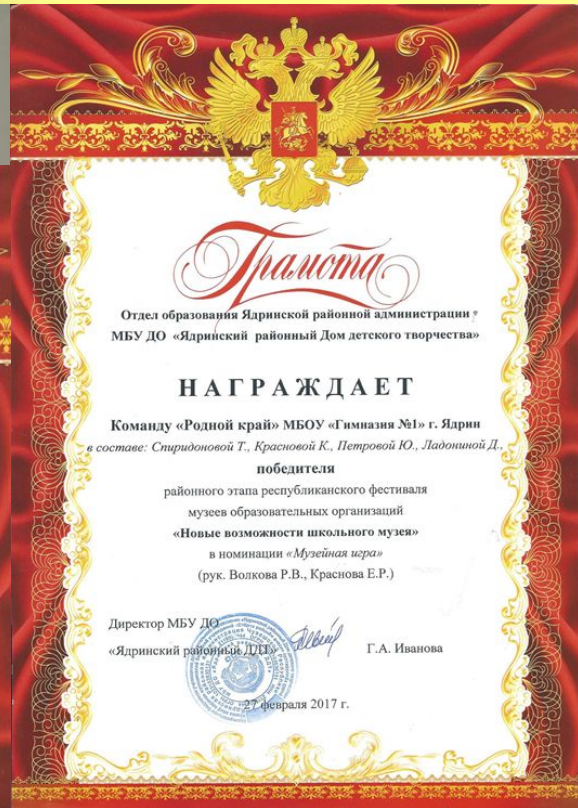 Грамота
Отдел образования Ядринской районной администрации
МБУ ДО «Ядринский районный Дом детского творчества»
НАГРАЖДАЕТ
Команду «Родной край» МБОУ «Гимназия №1» г. Ядрин
в составе: Спиридоновой Т., Красновой К., Петровой Ю., Ладониной Д.,
победителя
районного этапа республиканского фестиваля
музеев образовательных организаций
«Новые возможности школьного музея»
в номинации «Музейная игра»
(рук. Волкова Р.В., Краснова Е.Р.)
Директор МБУ ДО
«Ядринский районный ДДТ» Г.А. Иванова
27 февраля 2017 г.